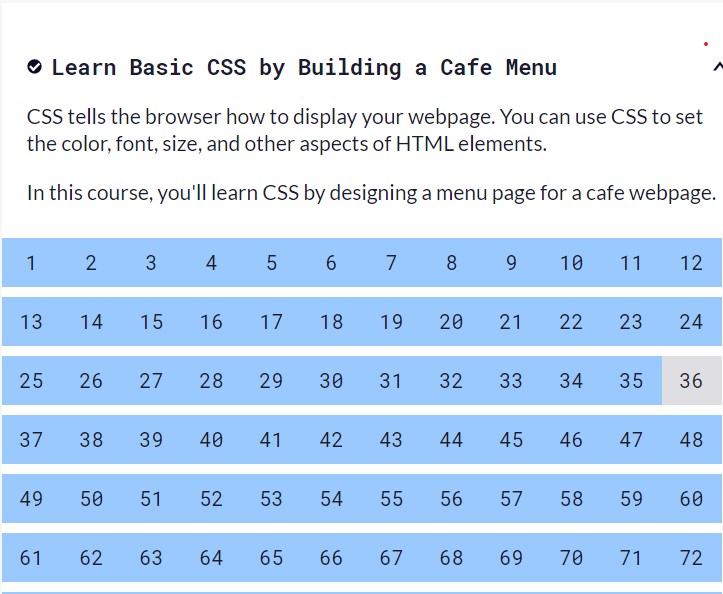 Learn Basic CSS by Building a Cafe Menu
CSS tells the browser how to display your webpage. You can use CSS to set
the color, font, size, and other aspects of HTML elements.
In this course, you'll learn CSS by designing a menu page for a cafe webpage.
1 2 3 4 5 6 7 8 9 10 11 12
13 14 15 16 17 18 19 20 21 22 23 24
25 26 27 28 29 30 31 32 33 34 35 36
37 38 39 40 41 42 43 44 45 46 47 48
49 50 51 52 53 54 55 56 57 58 59 60
61 62 63 64 65 66 67 68 69 70 71 72